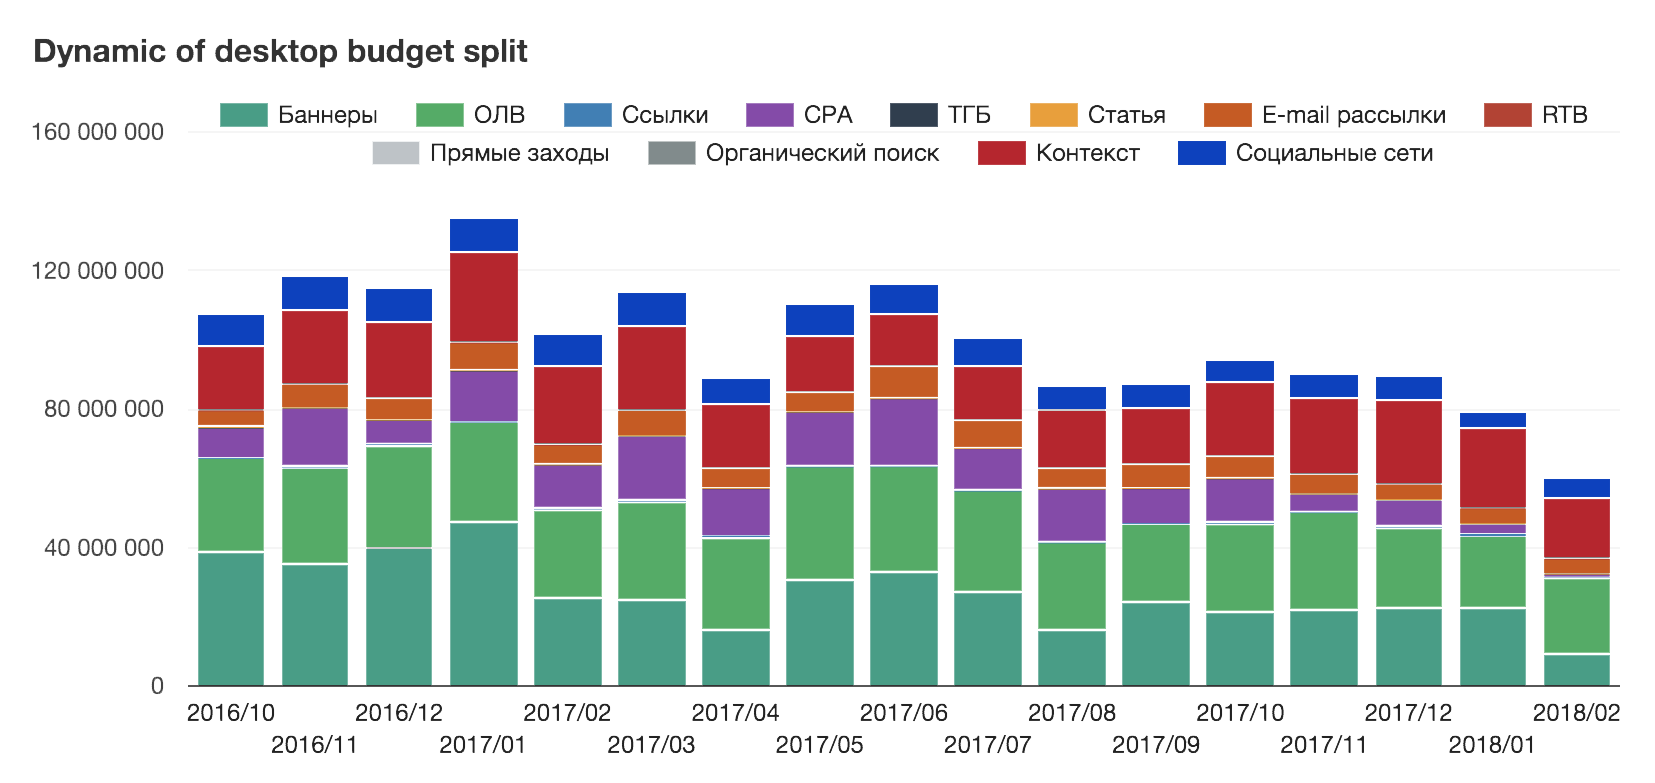 Dynamic of desktop budget split
Баннеры ОЛВ Ссылки CPA ТГБ Статья E-mail рассылки RTB
Прямые заходы Органический поиск Контекст Социальные сети
160 000 000
120 000 000
80 000 000
40 000 000
0
2016/10 2016/12 2017/02 2017/04 2017/06 2017/08 2017/10 2017/12 2018/02
2016/11 2017/01 2017/03 2017/05 2017/07 2017/09 2017/11 2018/01